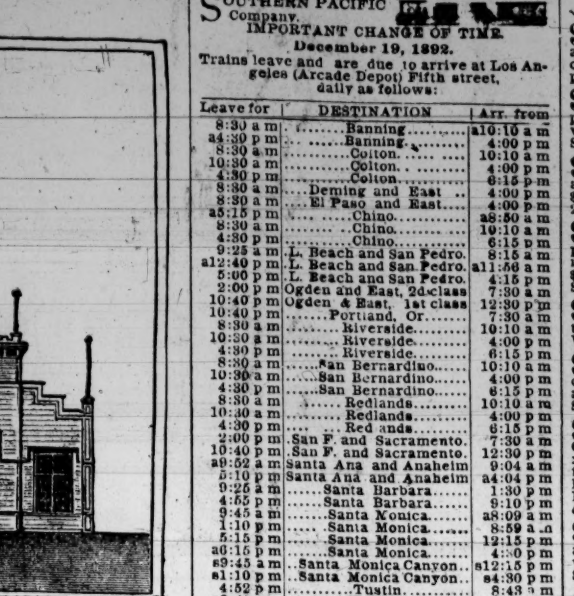 SOUTHERN PACIFIC
Company.
IMPORTANT CHANGE OF TIME.
December 19, 1892.
Trains leave and are due to arrive at Los An-
geles (Arcade Depot) Fifth street,
daily as follows:
Leave for | DESTINATION | Arr. from
8:30 a m ........Banning........ a10:10 a m
a4:30 p m ........Banning........ 4:00 p m
8:30 a m ........Colton........ 10:10 a m
10:30 a m ........Colton........ 4:00 p m
4:30 p m ........Colton........ 6:15 p m
8:30 a m ....Deming and East .. 4:00 p m
8:30 a m ....El Paso and East.... 4:00 p m
a5:15 p m ........Chino........ a8:50 a m
8:30 a m ........Chino........ 10:10 a m
4:30 p m ........Chino........ 6:15 p m
9:25 a m .L. Beach and San Pedro. 8:15 a m
a12:40 p m .L. Beach and San Pedro. a11:56 a m
5:00 p m .L. Beach and San Pedro. 4:15 p m
2:00 p m Ogden and East, 2d class 7:30 a m
10:40 p m Ogden & East, 1st class 12:30 p m
10:40 p m ......Portland, Or...... 7:30 a m
8:30 a m ........Riverside........ 10:10 a m
10:30 a m ........Riverside........ 4:00 p m
4:30 p m ........Riverside........ 6:15 p m
8:30 a m .....San Bernardino..... 10:10 a m
10:30 a m .....San Bernardino..... 4:00 p m
4:30 p m .....San Bernardino..... 6:15 p m
8:30 a m ........Redlands........ 10:10 a m
10:30 a m ........Redlands........ 4:00 p m
4:30 p m ........Redlands........ 6:15 p m
2:00 p m .San F. and Sacramento. 7:30 a m
10:40 p m .San F. and Sacramento. 12:30 p m
a9:52 a m Santa Ana and Anaheim 9:04 a m
5:10 p m Santa Ana and Anaheim a4:04 p m
9:25 a m ......Santa Barbara...... 1:30 p m
4:55 p m ......Santa Barbara...... 9:10 p m
9:45 a m ......Santa Monica...... a8:09 a m
1:10 p m ......Santa Monica...... 8:59 a m
5:15 p m ......Santa Monica...... 12:15 p m
a6:15 p m ......Santa Monica...... 4:30 p m
s9:45 a m ..Santa Monica Canyon.. s12:15 p m
s1:10 p m ..Santa Monica Canyon.. s4:30 p m
4:52 p m ........Tustin........ 8:43 a m